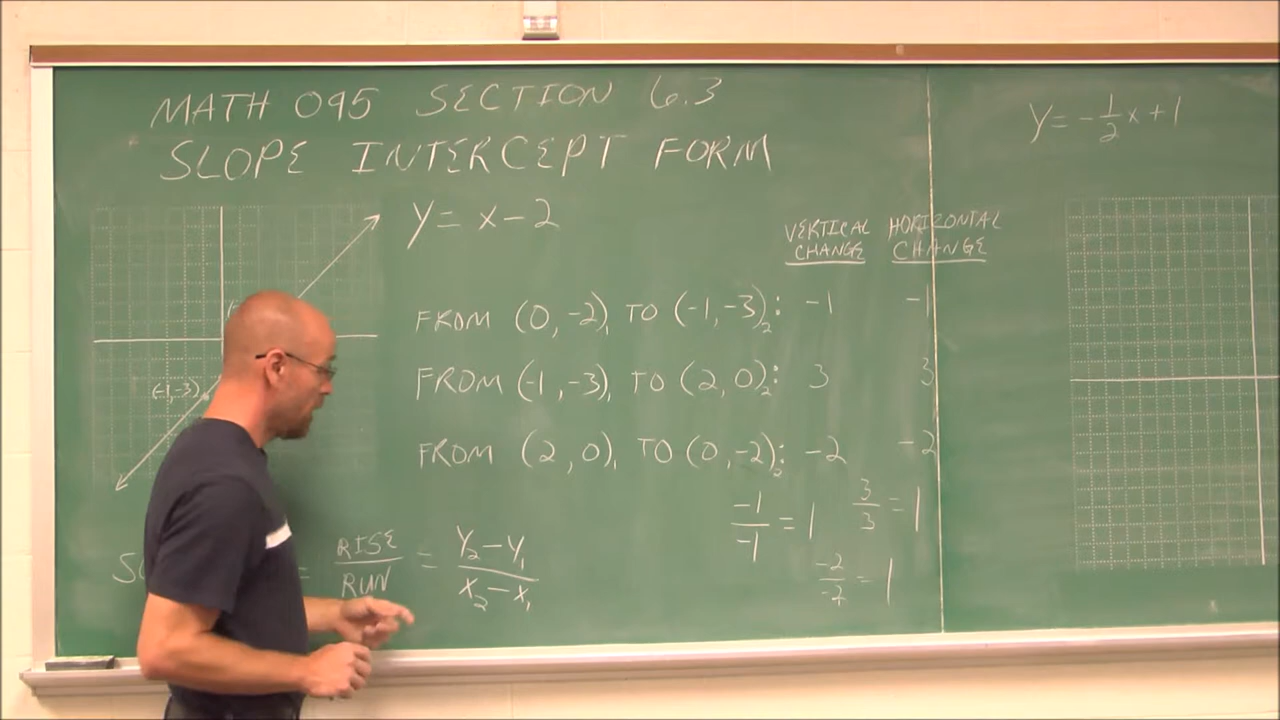 MATH 095 SECTION 6.3
SLOPE INTERCEPT FORM
y = x - 2
VERTICAL CHANGE
HORIZONTAL CHANGE
FROM (0, -2)₁ TO (-1, -3)₂: -1 -1
FROM (-1, -3)₁ TO (2, 0)₂: 3 3
FROM (2, 0)₁ TO (0, -2)₂: -2 -2
-1/-1 = 1
3/3 = 1
-2/-2 = 1
(-1, -3)
= RISE/RUN = y₂ - y₁/x₂ - x₁
y = -1/2 x + 1